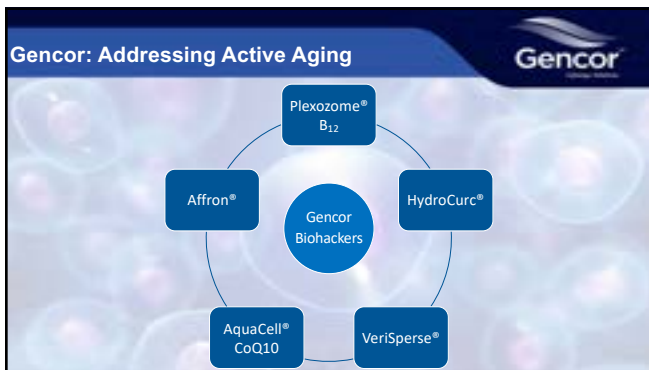 Gencor: Addressing Active Aging
Gencor
Plexozome®
B₁₂
Affron®
HydroCurc®
Gencor
Biohackers
AquaCell®
CoQ10
VeriSperse®